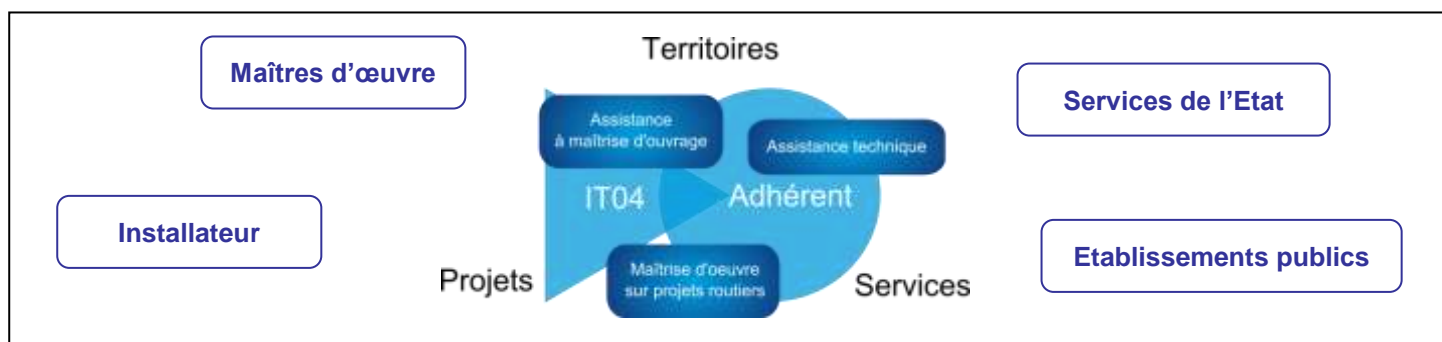 Territoires
Maîtres d'œuvre
Services de l'Etat
Assistance
à maîtrise d'ouvrage
Assistance technique
IT04
Adhérent
Installateur
Etablissements publics
Projets
Maîtrise d'oeuvre
sur projets routiers
Services